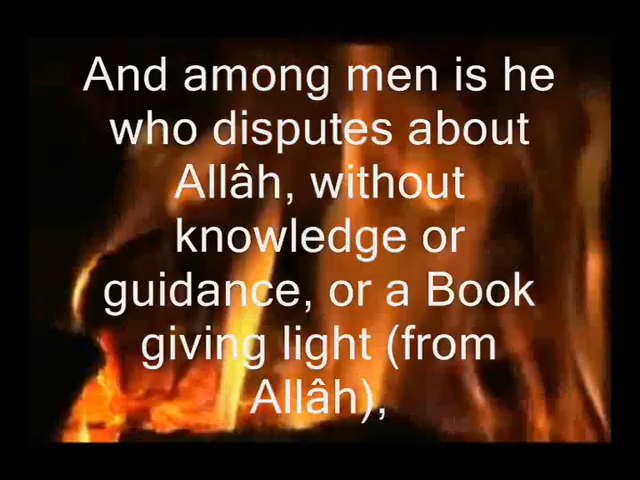 And among men is he
who disputes about
Allâh, without
knowledge or
guidance, or a Book
giving light (from
Allâh),